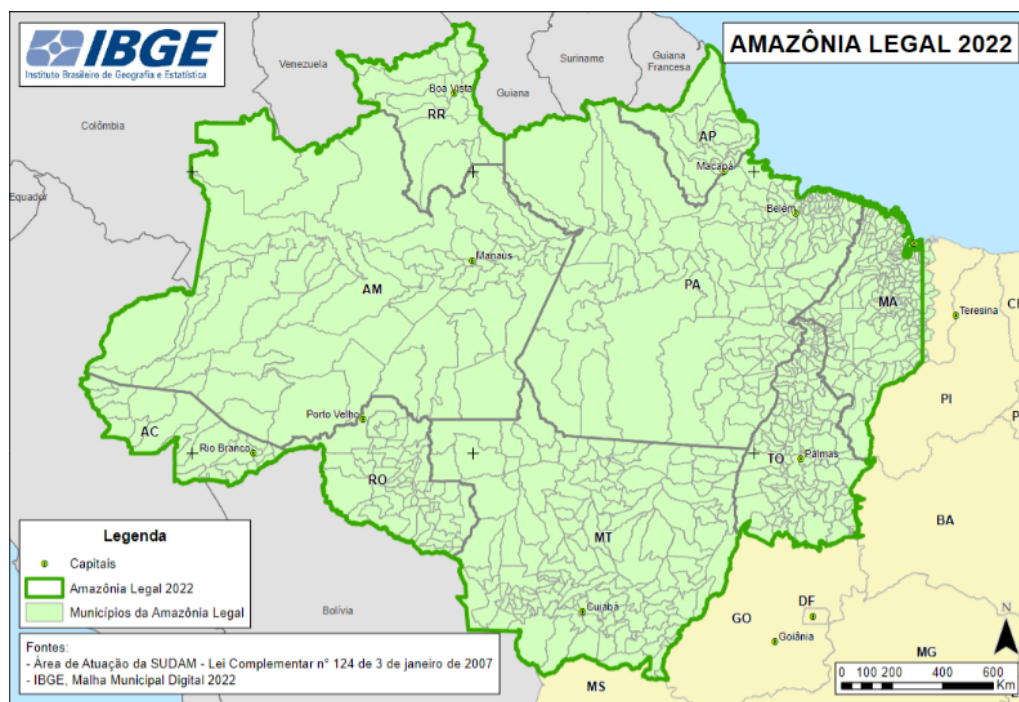 IBGE
Instituto Brasileiro de Geografia e Estatística
AMAZÔNIA LEGAL 2022
Venezuela
Suriname
Guiana
Francesa
Boa Vista
Guiana
RR
Colômbia
AP
Macapá
Equador
Belém
Manaus
AM
PA
MA
Teresina
PI
Porto Velho
AC
Rio Branco
RO
TO
Palmas
BA
MT
Legenda
Capitais
Amazônia Legal 2022
Municípios da Amazônia Legal
Bolívia
Cuiabá
GO
DF
Goiânia
MG
MS
N
0 100 200 400 600
Km
Fontes:
- Área de Atuação da SUDAM - Lei Complementar n° 124 de 3 de janeiro de 2007
- IBGE, Malha Municipal Digital 2022